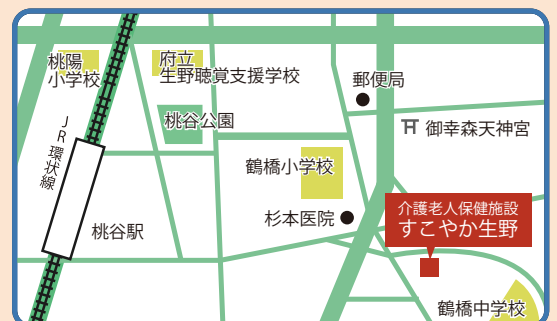 桃陽
小学校
府立
生野聴覚支援学校
郵便局
桃谷公園
御幸森天神宮
JR環状線
鶴橋小学校
介護老人保健施設
すこやか生野
杉本医院
桃谷駅
鶴橋中学校